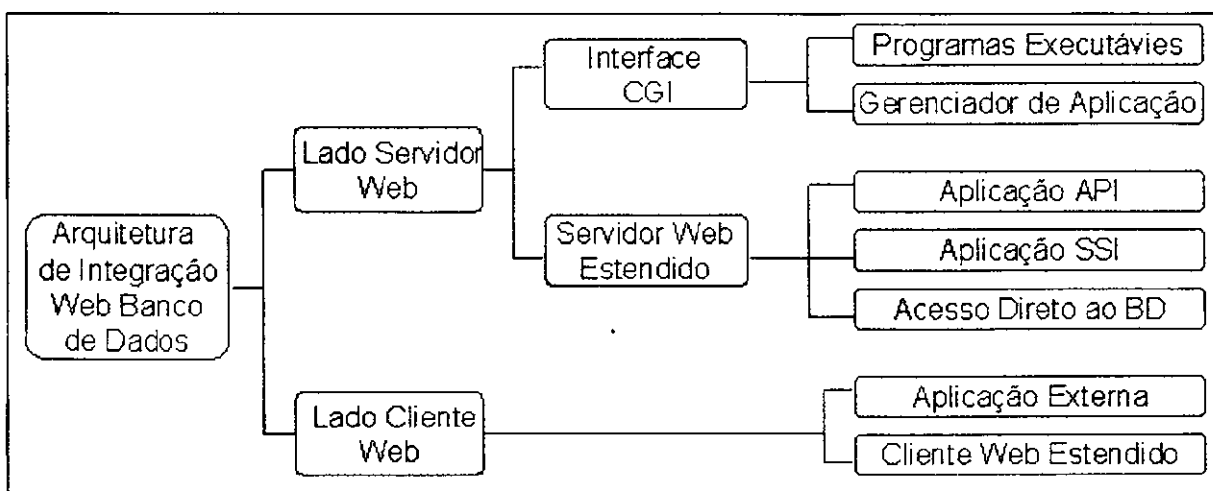 Arquitetura
de Integração
Web Banco
de Dados
Lado Servidor
Web
Interface
CGI
Programas Executávies
Gerenciador de Aplicação
Servidor Web
Estendido
Aplicação API
Aplicação SSI
Acesso Direto ao BD
Lado Cliente
Web
Aplicação Externa
Cliente Web Estendido